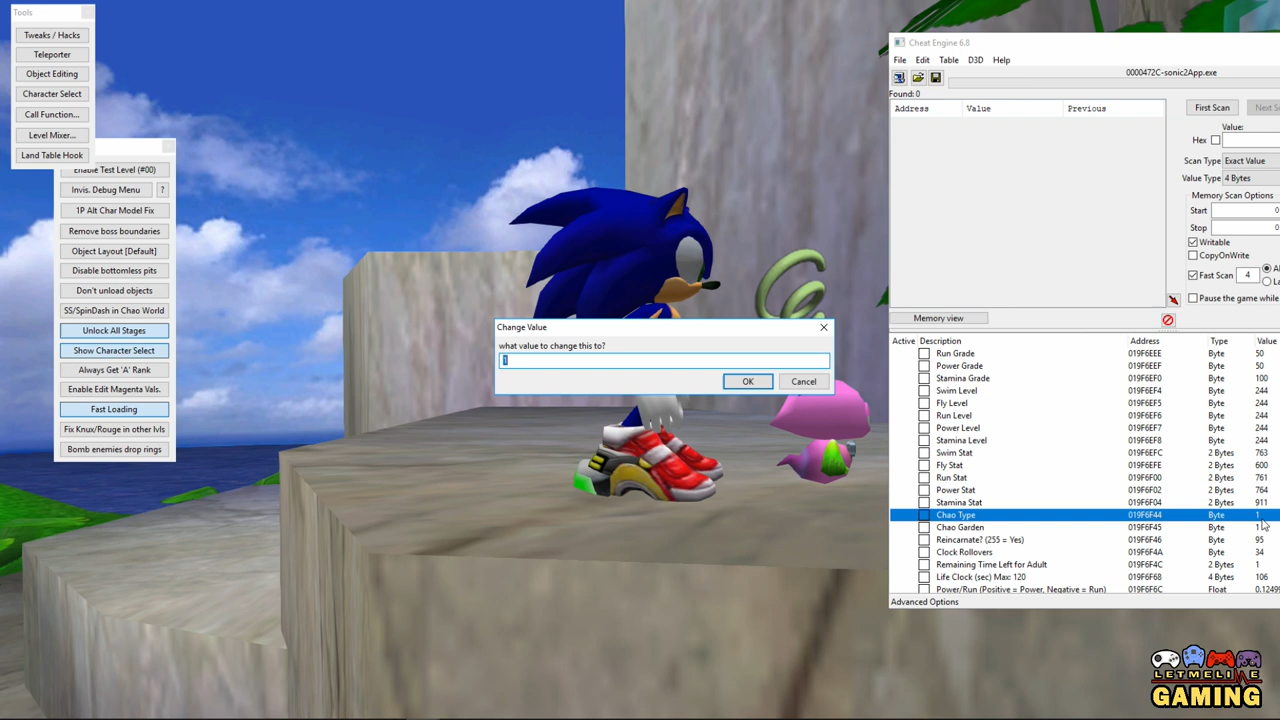 Tools
Tweaks / Hacks
Teleporter
Object Editing
Character Select
Call Function...
Level Mixer...
Land Table Hook
Enable Test Level (#00)
Invis. Debug Menu ?
1P Alt Char Model Fix
Remove boss boundaries
Object Layout [Default]
Disable bottomless pits
Don't unload objects
SS/SpinDash in Chao World
Unlock All Stages
Show Character Select
Always Get 'A' Rank
Enable Edit Magenta Vals.
Fast Loading
Fix Knux/Rouge in other lvls
Bomb enemies drop rings
Change Value
what value to change this to?
1
OK Cancel
Cheat Engine 6.8
File Edit Table D3D Help
0000472C-sonic2App.exe
Found: 0
Address Value Previous
First Scan Next Sc
Value:
Hex
Scan Type Exact Value
Value Type 4 Bytes
Memory Scan Options
Start 0
Stop 0
Writable
CopyOnWrite
Fast Scan 4 Al
La
Pause the game while
Memory view
Active Description Address Type Value
Run Grade 019F6EEE Byte 50
Power Grade 019F6EEF Byte 50
Stamina Grade 019F6EF0 Byte 100
Swim Level 019F6EF4 Byte 244
Fly Level 019F6EF5 Byte 244
Run Level 019F6EF6 Byte 244
Power Level 019F6EF7 Byte 244
Stamina Level 019F6EF8 Byte 244
Swim Stat 019F6EFC 2 Bytes 763
Fly Stat 019F6EFE 2 Bytes 600
Run Stat 019F6F00 2 Bytes 761
Power Stat 019F6F02 2 Bytes 764
Stamina Stat 019F6F04 2 Bytes 911
Chao Type 019F6F44 Byte 1
Chao Garden 019F6F45 Byte 1
Reincarnate? (255 = Yes) 019F6F46 Byte 95
Clock Rollovers 019F6F4A Byte 34
Remaining Time Left for Adult 019F6F4C 2 Bytes 1
Life Clock (sec) Max: 120 019F6F68 4 Bytes 106
Power/Run (Positive = Power, Negative = Run) 019F6F6C Float 0.1249
Advanced Options
LETMELIVE
GAMING